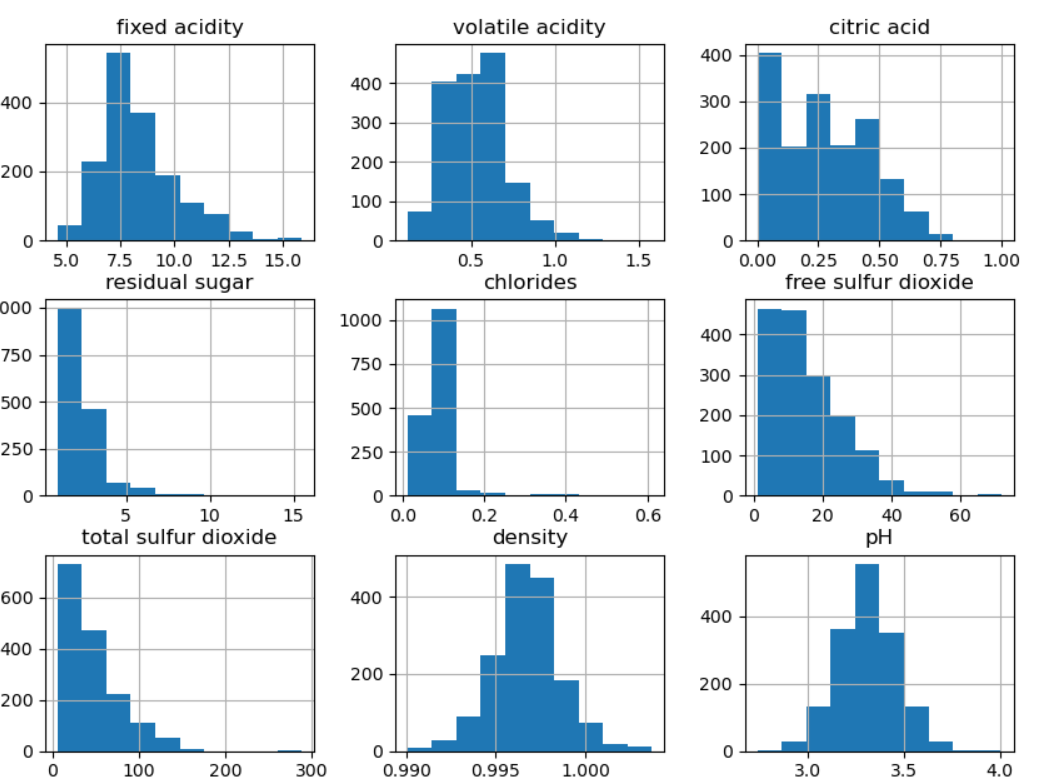 fixed acidity volatile acidity citric acid
400 400 400
300 300
200 200 200
100 100
0 0 0
5.0 7.5 10.0 12.5 15.0 0.5 1.0 1.5 0.00 0.25 0.50 0.75 1.00
residual sugar chlorides free sulfur dioxide
000 1000 400
750 750 300
500 500 200
250 250 100
0 0 0
5 10 15 0.0 0.2 0.4 0.6 0 20 40 60
total sulfur dioxide density pH
600 400 400
400
200 200 200
0 0 0
0 100 200 300 0.990 0.995 1.000 3.0 3.5 4.0